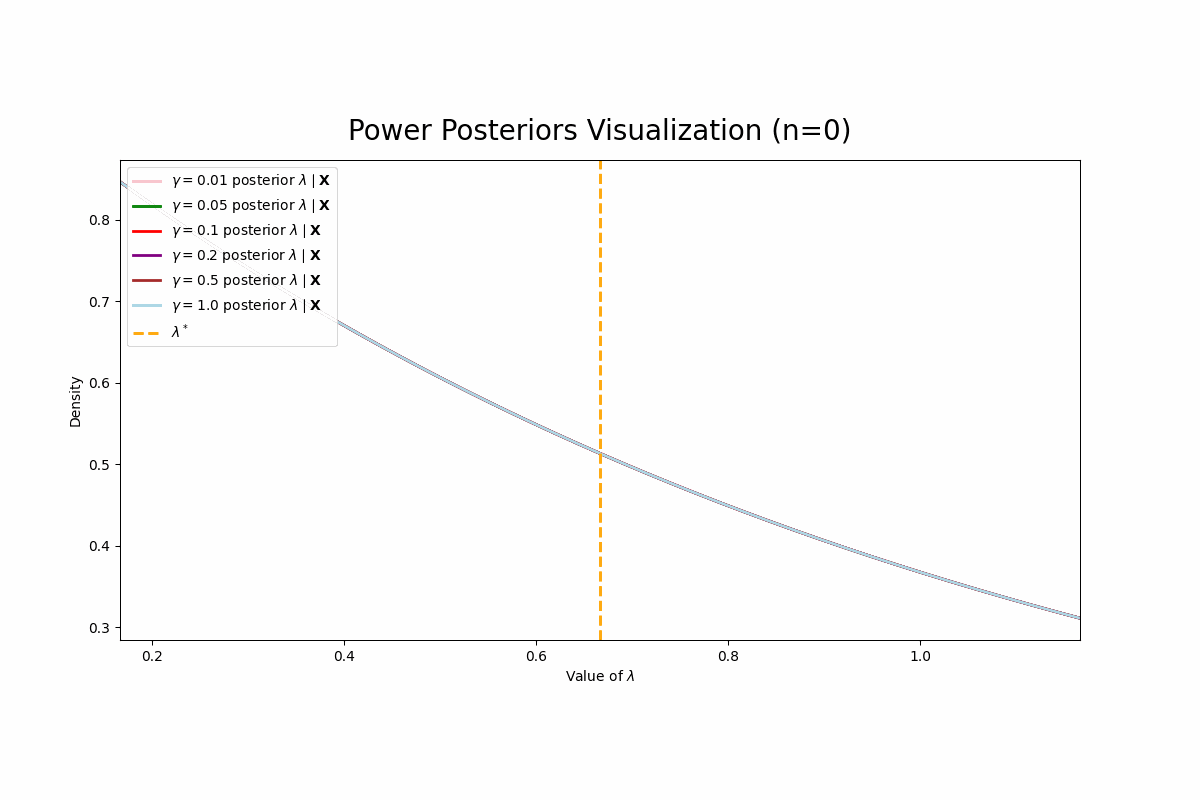 Power Posteriors Visualization (n=0)
γ = 0.01 posterior λ | X
γ = 0.05 posterior λ | X
γ = 0.1 posterior λ | X
γ = 0.2 posterior λ | X
γ = 0.5 posterior λ | X
γ = 1.0 posterior λ | X
λ*
Density
0.8
0.7
0.6
0.5
0.4
0.3
0.2 0.4 0.6 0.8 1.0
Value of λ